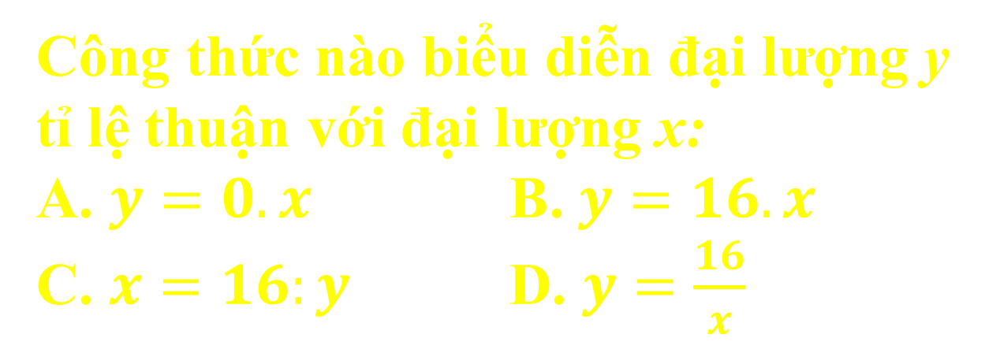 Công thức nào biểu diễn đại lượng y
tỉ lệ thuận với đại lượng x:
A. y = 0. x B. y = 16. x
C. x = 16: y D. y = 16/x